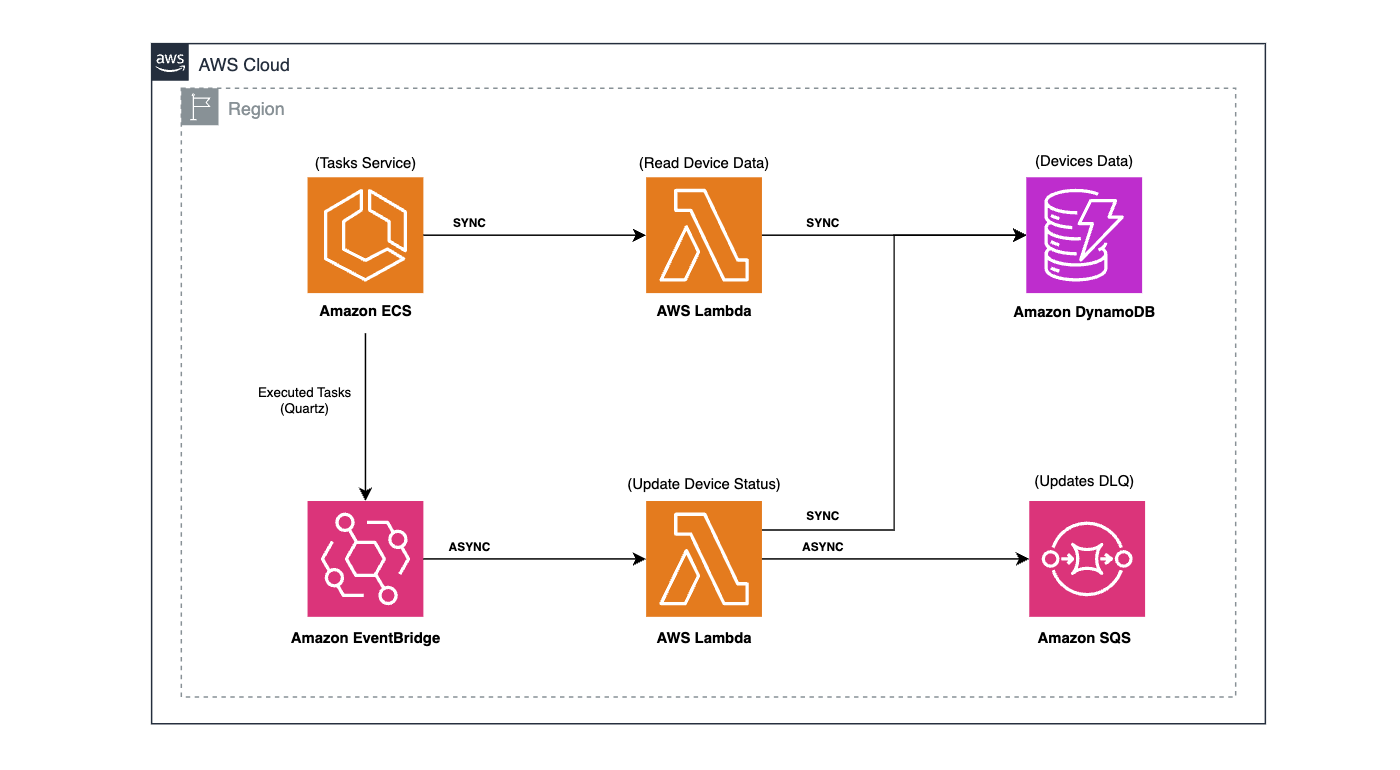 aws
AWS Cloud
Region
(Tasks Service)
(Read Device Data)
(Devices Data)
SYNC
SYNC
Amazon ECS
AWS Lambda
Amazon DynamoDB
Executed Tasks
(Quartz)
(Update Device Status)
(Updates DLQ)
SYNC
ASYNC
ASYNC
Amazon EventBridge
AWS Lambda
Amazon SQS